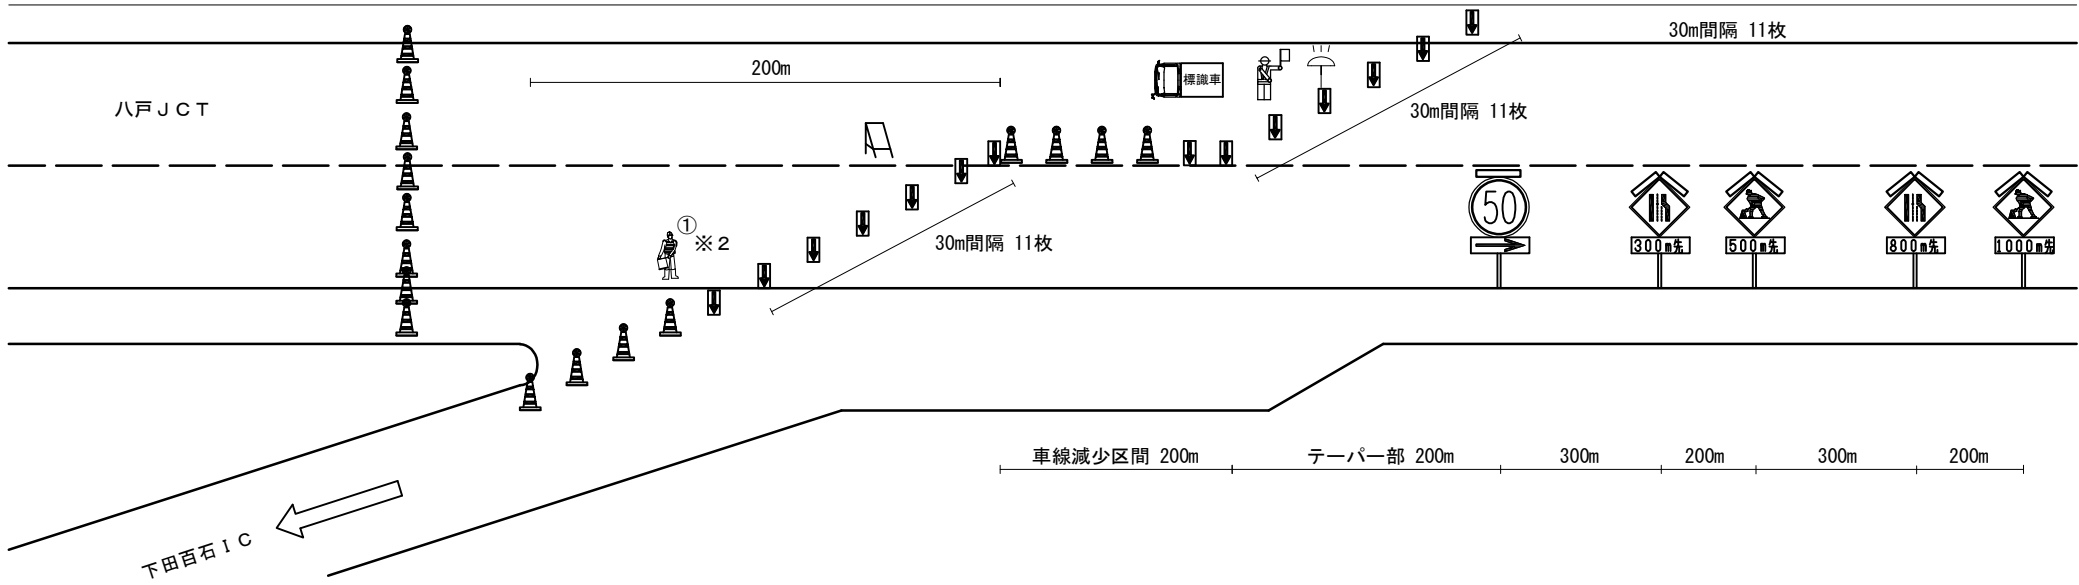 30m間隔 11枚
200m
標識車
八戸JCT
30m間隔 11枚
50
①
※2
30m間隔 11枚
300m先
500m先
800m先
1000m先
車線減少区間 200m
テーパー部 200m
300m
200m
300m
200m
下田百石IC